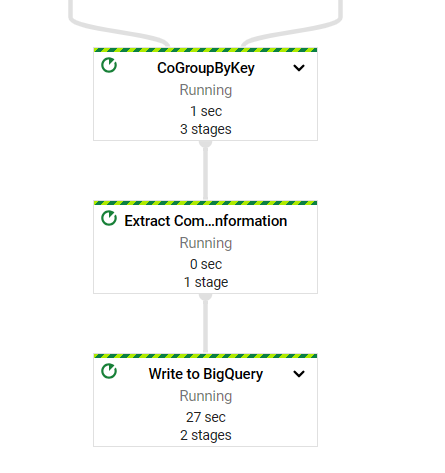 CoGroupByKey
Running
1 sec
3 stages
Extract Com...nformation
Running
0 sec
1 stage
Write to BigQuery
Running
27 sec
2 stages